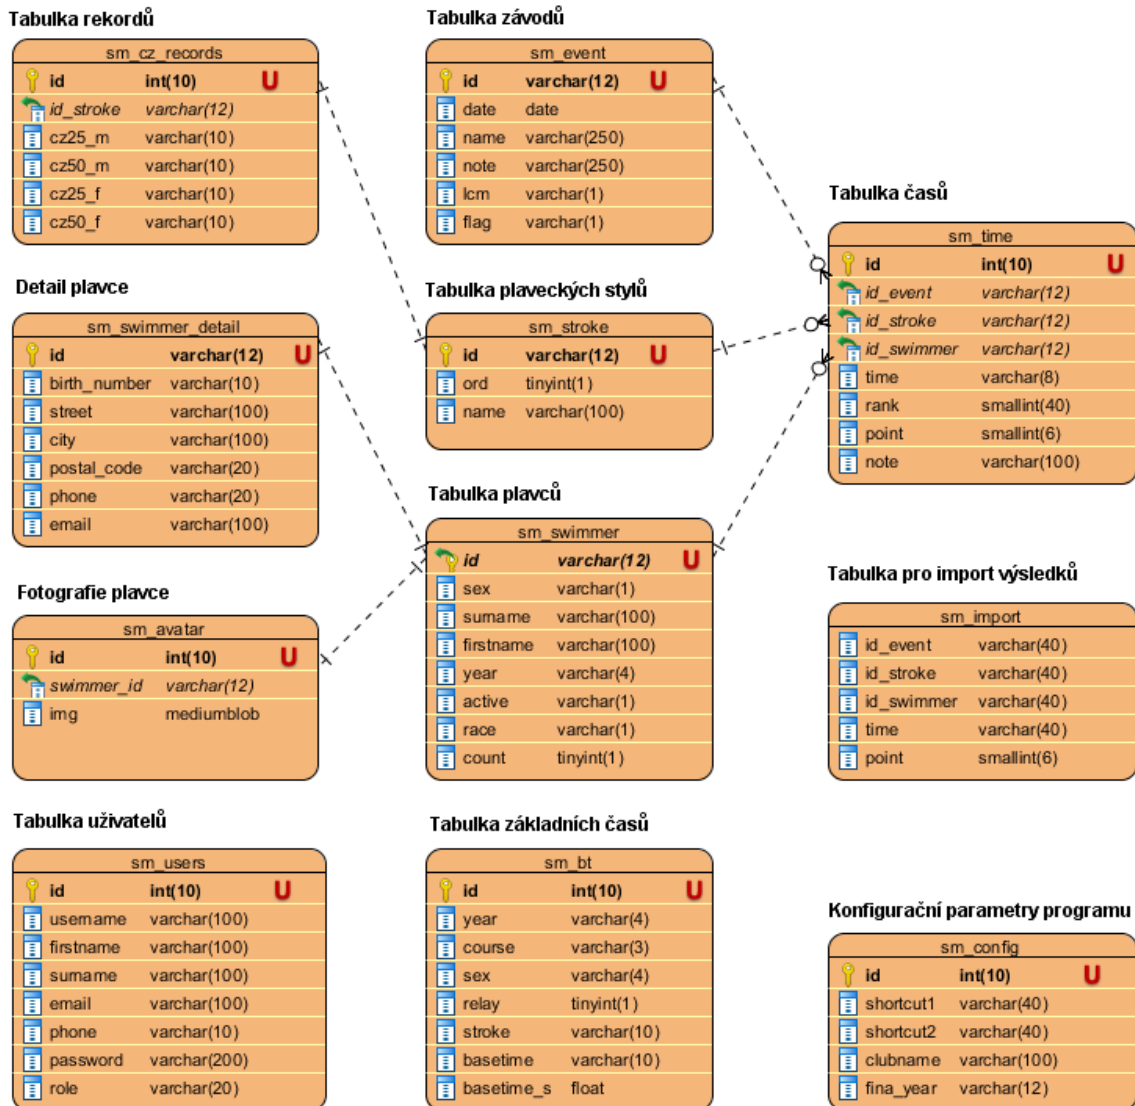 Tabulka rekordů
sm_cz_records
id int(10) U
id_stroke varchar(12)
cz25_m varchar(10)
cz50_m varchar(10)
cz25_f varchar(10)
cz50_f varchar(10)
Tabulka závodů
sm_event
id varchar(12) U
date date
name varchar(250)
note varchar(250)
lcm varchar(1)
flag varchar(1)
Tabulka časů
sm_time
id int(10) U
id_event varchar(12)
id_stroke varchar(12)
id_swimmer varchar(12)
time varchar(8)
rank smallint(40)
point smallint(6)
note varchar(100)
Detail plavce
sm_swimmer_detail
id varchar(12) U
birth_number varchar(10)
street varchar(100)
city varchar(100)
postal_code varchar(20)
phone varchar(20)
email varchar(100)
Tabulka plaveckých stylů
sm_stroke
id varchar(12) U
ord tinyint(1)
name varchar(100)
Tabulka plavců
sm_swimmer
id varchar(12) U
sex varchar(1)
surname varchar(100)
firstname varchar(100)
year varchar(4)
active varchar(1)
race varchar(1)
count tinyint(1)
Fotografie plavce
sm_avatar
id int(10) U
swimmer_id varchar(12)
img mediumblob
Tabulka pro import výsledků
sm_import
id_event varchar(40)
id_stroke varchar(40)
id_swimmer varchar(40)
time varchar(40)
point smallint(6)
Tabulka uživatelů
sm_users
id int(10) U
username varchar(100)
firstname varchar(100)
surname varchar(100)
email varchar(100)
phone varchar(10)
password varchar(200)
role varchar(20)
Tabulka základních časů
sm_bt
id int(10) U
year varchar(4)
course varchar(3)
sex varchar(4)
relay tinyint(1)
stroke varchar(10)
basetime varchar(10)
basetime_s float
Konfigurační parametry programu
sm_config
id int(10) U
shortcut1 varchar(40)
shortcut2 varchar(40)
clubname varchar(100)
fina_year varchar(12)